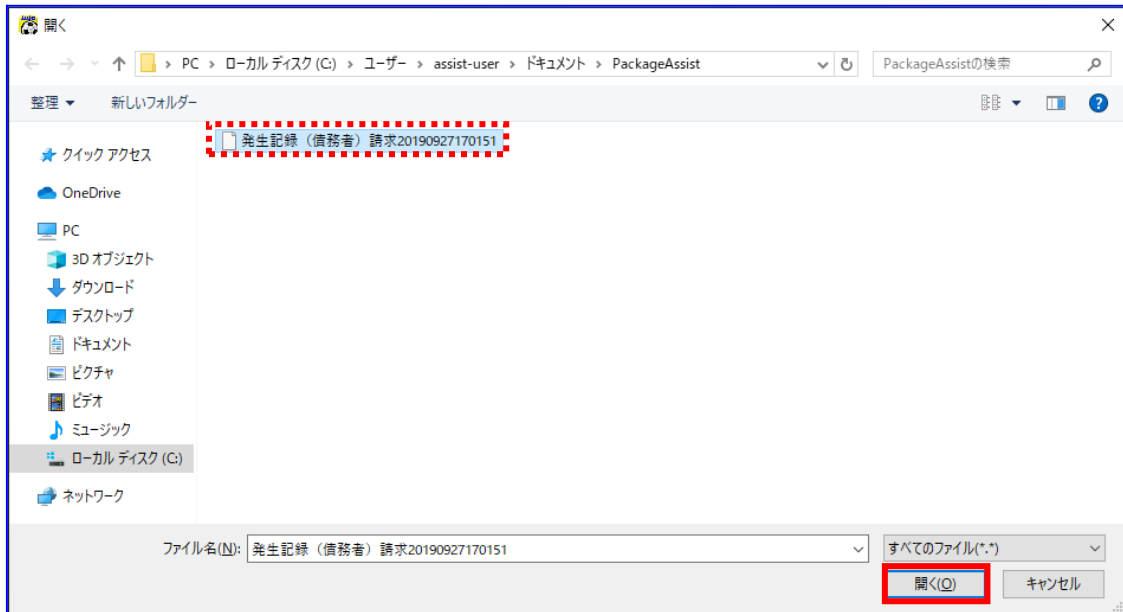 開く
PC > ローカル ディスク (C:) > ユーザー > assist-user > ドキュメント > PackageAssist
PackageAssistの検索
整理 新しいフォルダー
発生記録（債務者）請求20190927170151
クイック アクセス
OneDrive
PC
3D オブジェクト
ダウンロード
デスクトップ
ドキュメント
ピクチャ
ビデオ
ミュージック
ローカル ディスク (C:)
ネットワーク
ファイル名(N): 発生記録（債務者）請求20190927170151
すべてのファイル(*.*)
開く(O) キャンセル